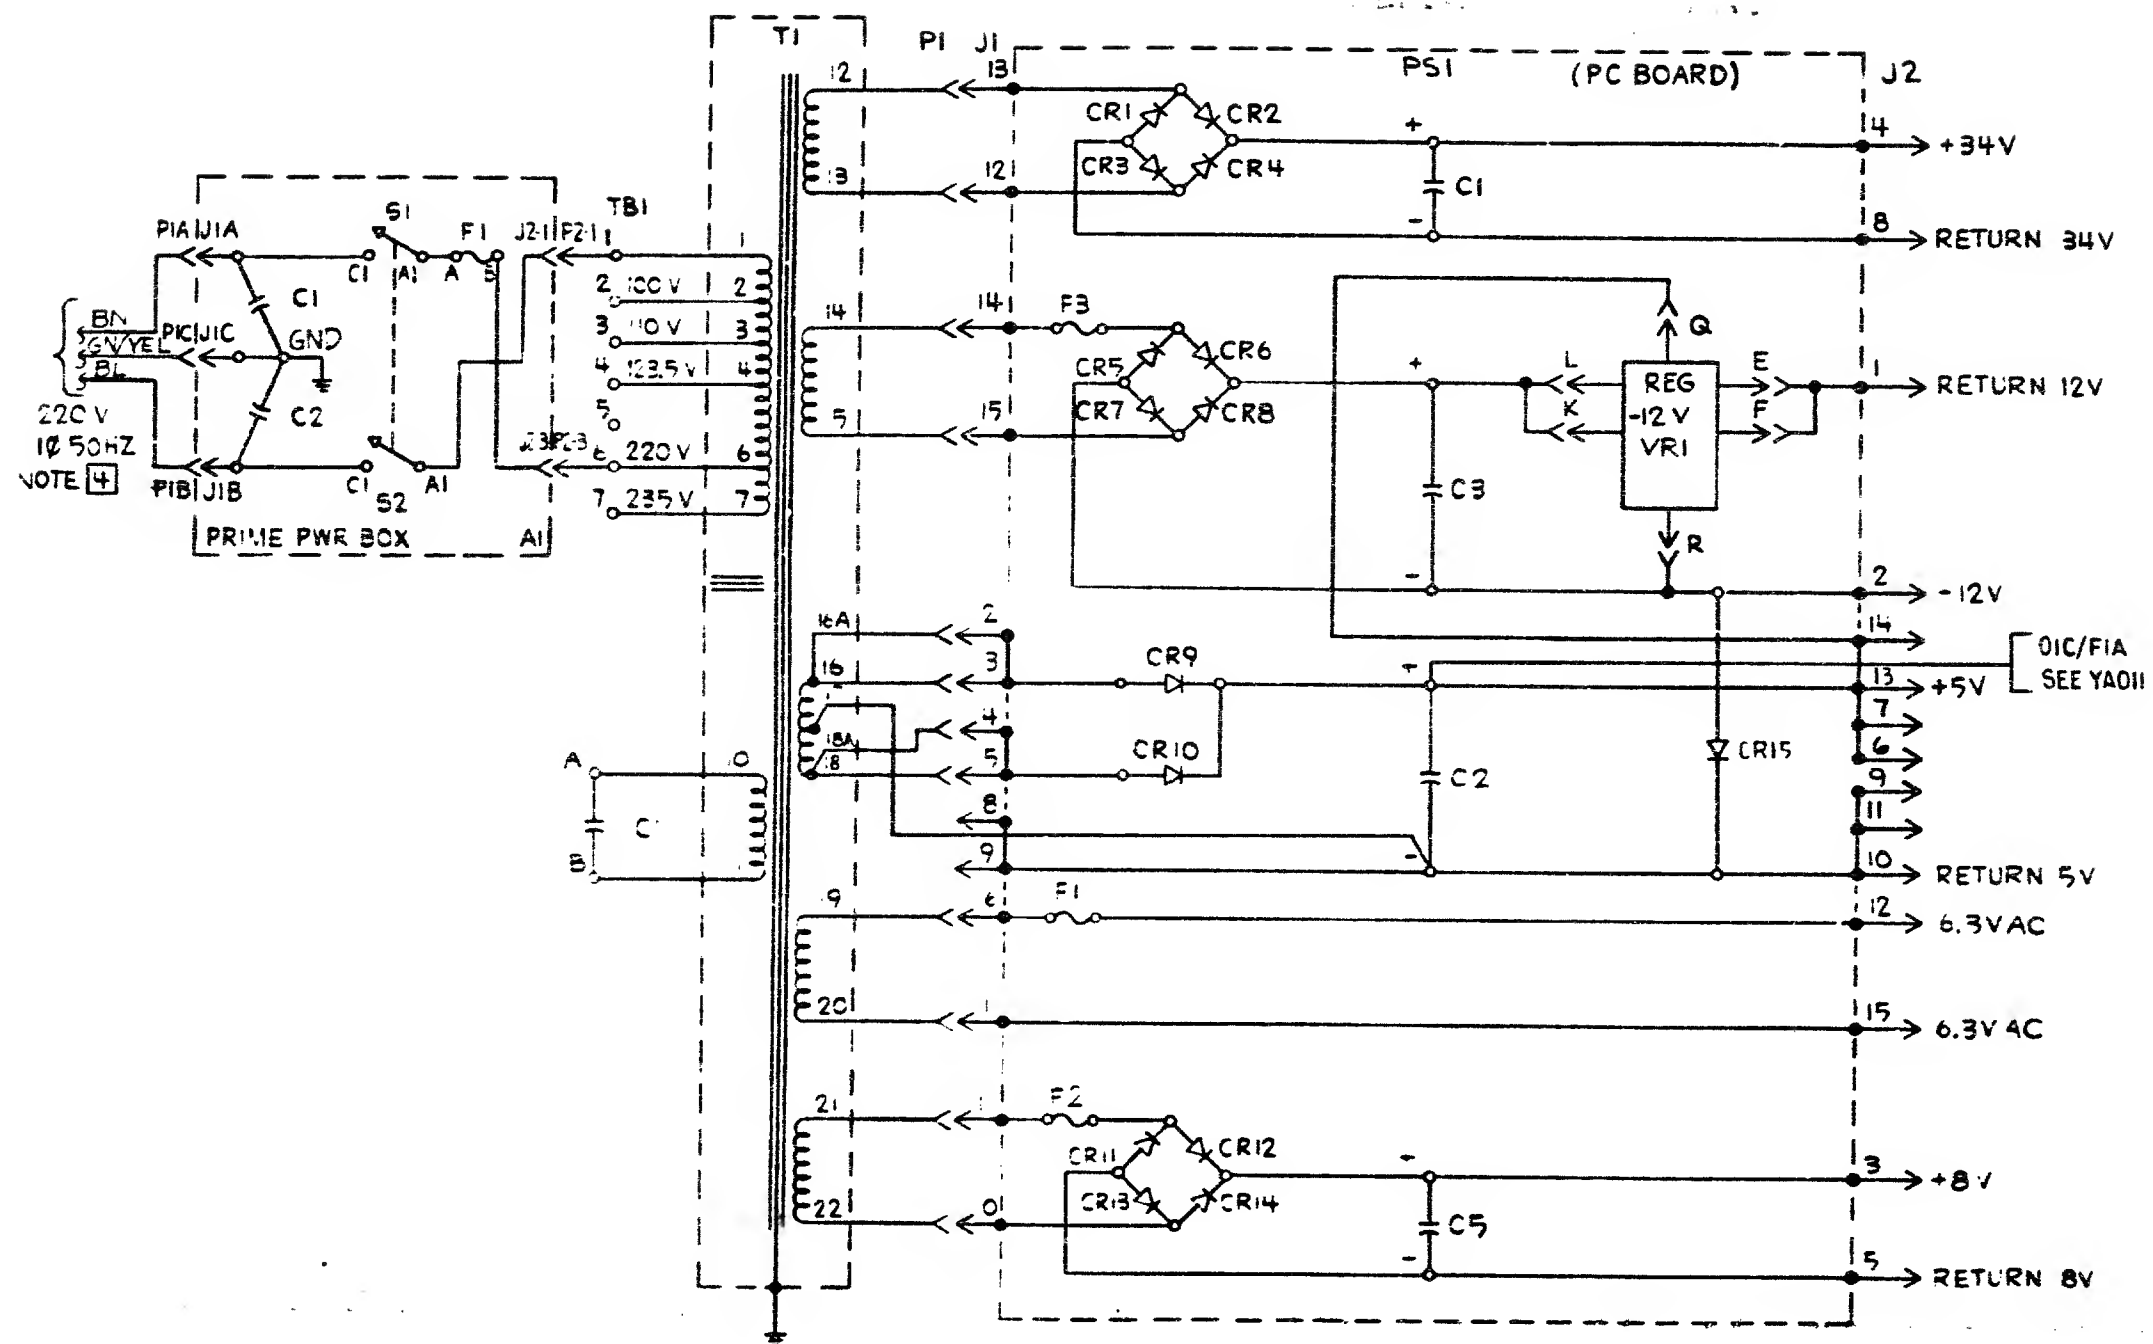 T1
P1 J1
PS1 (PC BOARD) J2
12
13
CR1 CR2
CR3 CR4
13
12
+
-
C1
4
+34V
8
RETURN 34V
S1
P1A J1A
F1
J2-1 P2-1
TB1
1
1
C1 A1 A B
C1
GND
BN
GN/YEL
BL
P1C J1C
C2
220 V
1Ø 50HZ
NOTE 4
P1B J1B
C1 A1
S2
PRIME PWR BOX A1
2 100 V 2
3 3
4 123.5 V 4
5
J2-3 P2-3 6 220 V 6
7 235 V 7
14
14
F3
CR5 CR6
CR7 CR8
15
+
C3
-
L
K
Q
REG
-12 V
VR1
E
F
R
1
RETURN 12V
2
-12V
14
01C/F1A
SEE YA011
16A
16
18A
18
2
3
4
5
8
9
CR9
CR10
+
C2
-
CR15
13
+5V
7
6
9
11
10
RETURN 5V
A
B
F1
12
6.3V AC
20
15
6.3V AC
21
22
F2
CR11 CR12
CR13 CR14
C5
-
3
+8V
5
RETURN 8V